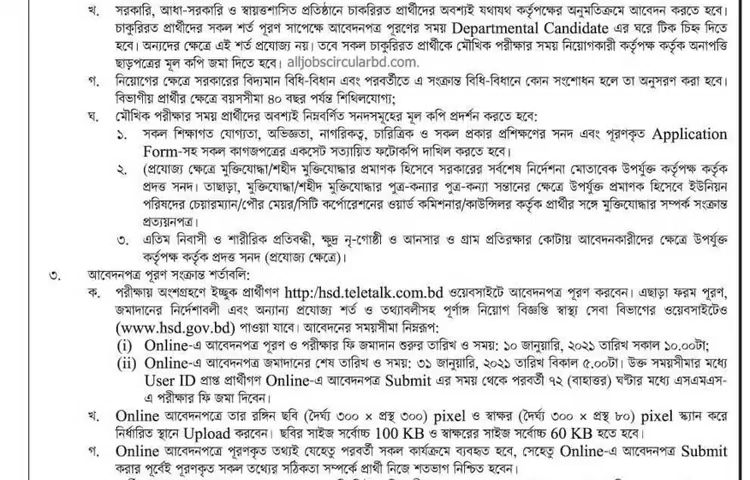 খ. সরকারি, আধা-সরকারি ও স্বায়ত্তশাসিত প্রতিষ্ঠানে চাকরিরত প্রার্থীদের অবশ্যই যথাযথ কর্তৃপক্ষের অনুমতিক্রমে আবেদন করতে হবে।
চাকুরিরত প্রার্থীদের সকল শর্ত পূরণ সাপেক্ষে আবেদনপত্র পূরণের সময় Departmental Candidate এর ঘরে টিক চিহ্ন দিতে
হবে। অন্যদের ক্ষেত্রে এই শর্ত প্রযোজ্য নয়। তবে সকল চাকুরিরত প্রার্থীকে মৌখিক পরীক্ষার সময় নিয়োগকারী কর্তৃপক্ষ কর্তৃক অনাপত্তি
ছাড়পত্রের মূল কপি জমা দিতে হবে। alljobscircularbd.com.
গ. নিয়োগের ক্ষেত্রে সরকারের বিদ্যমান বিধি-বিধান এবং পরবর্তীতে এ সংক্রান্ত বিধি-বিধানে কোন সংশোধন হলে তা অনুসরণ করা হবে।
বিভাগীয় প্রার্থীর ক্ষেত্রে বয়সসীমা ৪০ বছর পর্যন্ত শিথিলযোগ্য;
ঘ. মৌখিক পরীক্ষার সময় প্রার্থীদের অবশ্যই নিম্নবর্ণিত সনদসমূহের মূল কপি প্রদর্শন করতে হবে:
১. সকল শিক্ষাগত যোগ্যতা, অভিজ্ঞতা, নাগরিকত্ব, চারিত্রিক ও সকল প্রকার প্রশিক্ষণের সনদ এবং পূরণকৃত Application
Form-সহ সকল কাগজপত্রের একসেট সত্যায়িত ফটোকপি দাখিল করতে হবে।
২. (প্রযোজ্য ক্ষেত্রে মুক্তিযোদ্ধা/শহীদ মুক্তিযোদ্ধার প্রমাণক হিসেবে সরকারের সর্বশেষ নির্দেশনা মোতাবেক উপর্যুক্ত কর্তৃপক্ষ কর্তৃক
প্রদত্ত সনদ। তাছাড়া, মুক্তিযোদ্ধা/শহীদ মুক্তিযোদ্ধার পুত্র-কন্যার পুত্র-কন্যা সন্তানের ক্ষেত্রে উপর্যুক্ত প্রমাণক হিসেবে ইউনিয়ন
পরিষদের চেয়ারম্যান/পৌর মেয়র/সিটি কর্পোরেশনের ওয়ার্ড কমিশনার/কাউন্সিলর কর্তৃক প্রার্থীর সঙ্গে মুক্তিযোদ্ধার সম্পর্ক সংক্রান্ত
প্রত্যয়নপত্র।
৩. এতিম নিবাসী ও শারীরিক প্রতিবন্ধী, ক্ষুদ্র নৃ-গোষ্ঠী ও আনসার ও গ্রাম প্রতিরক্ষার কোটায় আবেদনকারীদের ক্ষেত্রে উপর্যুক্ত
কর্তৃপক্ষ কর্তৃক প্রদত্ত সনদ (প্রযোজ্য ক্ষেত্রে)।
৩. আবেদনপত্র পূরণ সংক্রান্ত শর্তাবলি:
ক. পরীক্ষায় অংশগ্রহণে ইচ্ছুক প্রার্থীগণ http:/hsd.teletalk.com.bd ওয়েবসাইটে আবেদনপত্র পূরণ করবেন। এছাড়া ফরম পূরণ,
জমাদানের নির্দেশাবলী এবং অন্যান্য প্রযোজ্য শর্ত ও তথ্যাবলীসহ পূর্ণাঙ্গ নিয়োগ বিজ্ঞপ্তি স্বাস্থ্য সেবা বিভাগের ওয়েবসাইটেও
(www.hsd.gov.bd) পাওয়া যাবে। আবেদনের সময়সীমা নিম্নরূপ:
(i) Online-এ আবেদনপত্র পূরণ ও পরীক্ষার ফি জমাদান শুরুর তারিখ ও সময়: ১০ জানুয়ারি, ২০২১ তারিখ সকাল ১০.০০টা;
(ii) Online-এ আবেদনপত্র জমাদানের শেষ তারিখ ও সময়: ৩১ জানুয়ারি, ২০২১ তারিখ বিকাল ৫.০০টা। উক্ত সময়সীমার মধ্যে
User ID প্রাপ্ত প্রার্থীগণ Online-এ আবেদনপত্র Submit এর সময় থেকে পরবর্তী ৭২ (বাহাত্তর) ঘন্টার মধ্যে এসএমএস-
এ পরীক্ষার ফি জমা দিবেন।
খ. Online আবেদনপত্রে তার রঙ্গিন ছবি (দৈর্ঘ্য ৩০০ × প্রস্থ ৩০০) pixel ও স্বাক্ষর (দৈর্ঘ্য ৩০০ × প্রস্থ ৮০) pixel স্ক্যান করে
নির্ধারিত স্থানে Upload করবেন। ছবির সাইজ সর্বোচ্চ 100 KB ও স্বাক্ষরের সাইজ সর্বোচ্চ 60 KB হতে হবে।
গ. Online আবেদনপত্রে পূরণকৃত তথ্যই যেহেতু পরবর্তী সকল কার্যক্রমে ব্যবহৃত হবে, সেহেতু Online-এ আবেদনপত্র Submit
করার পূর্বেই পূরণকৃত সকল তথ্যের সঠিকতা সম্পর্কে প্রার্থী নিজে শতভাগ নিশ্চিত হবেন।